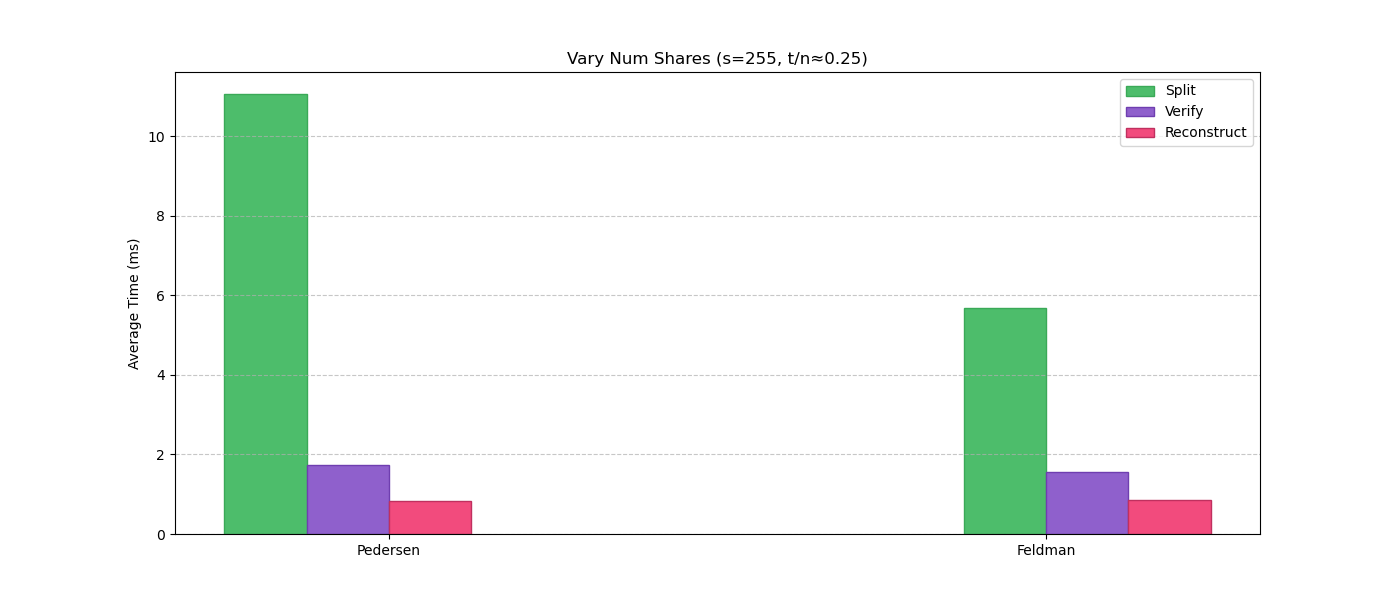 Vary Num Shares (s=255, t/n≈0.25)
Split
Verify
Reconstruct
Average Time (ms)
10
8
6
4
2
0
Pedersen
Feldman